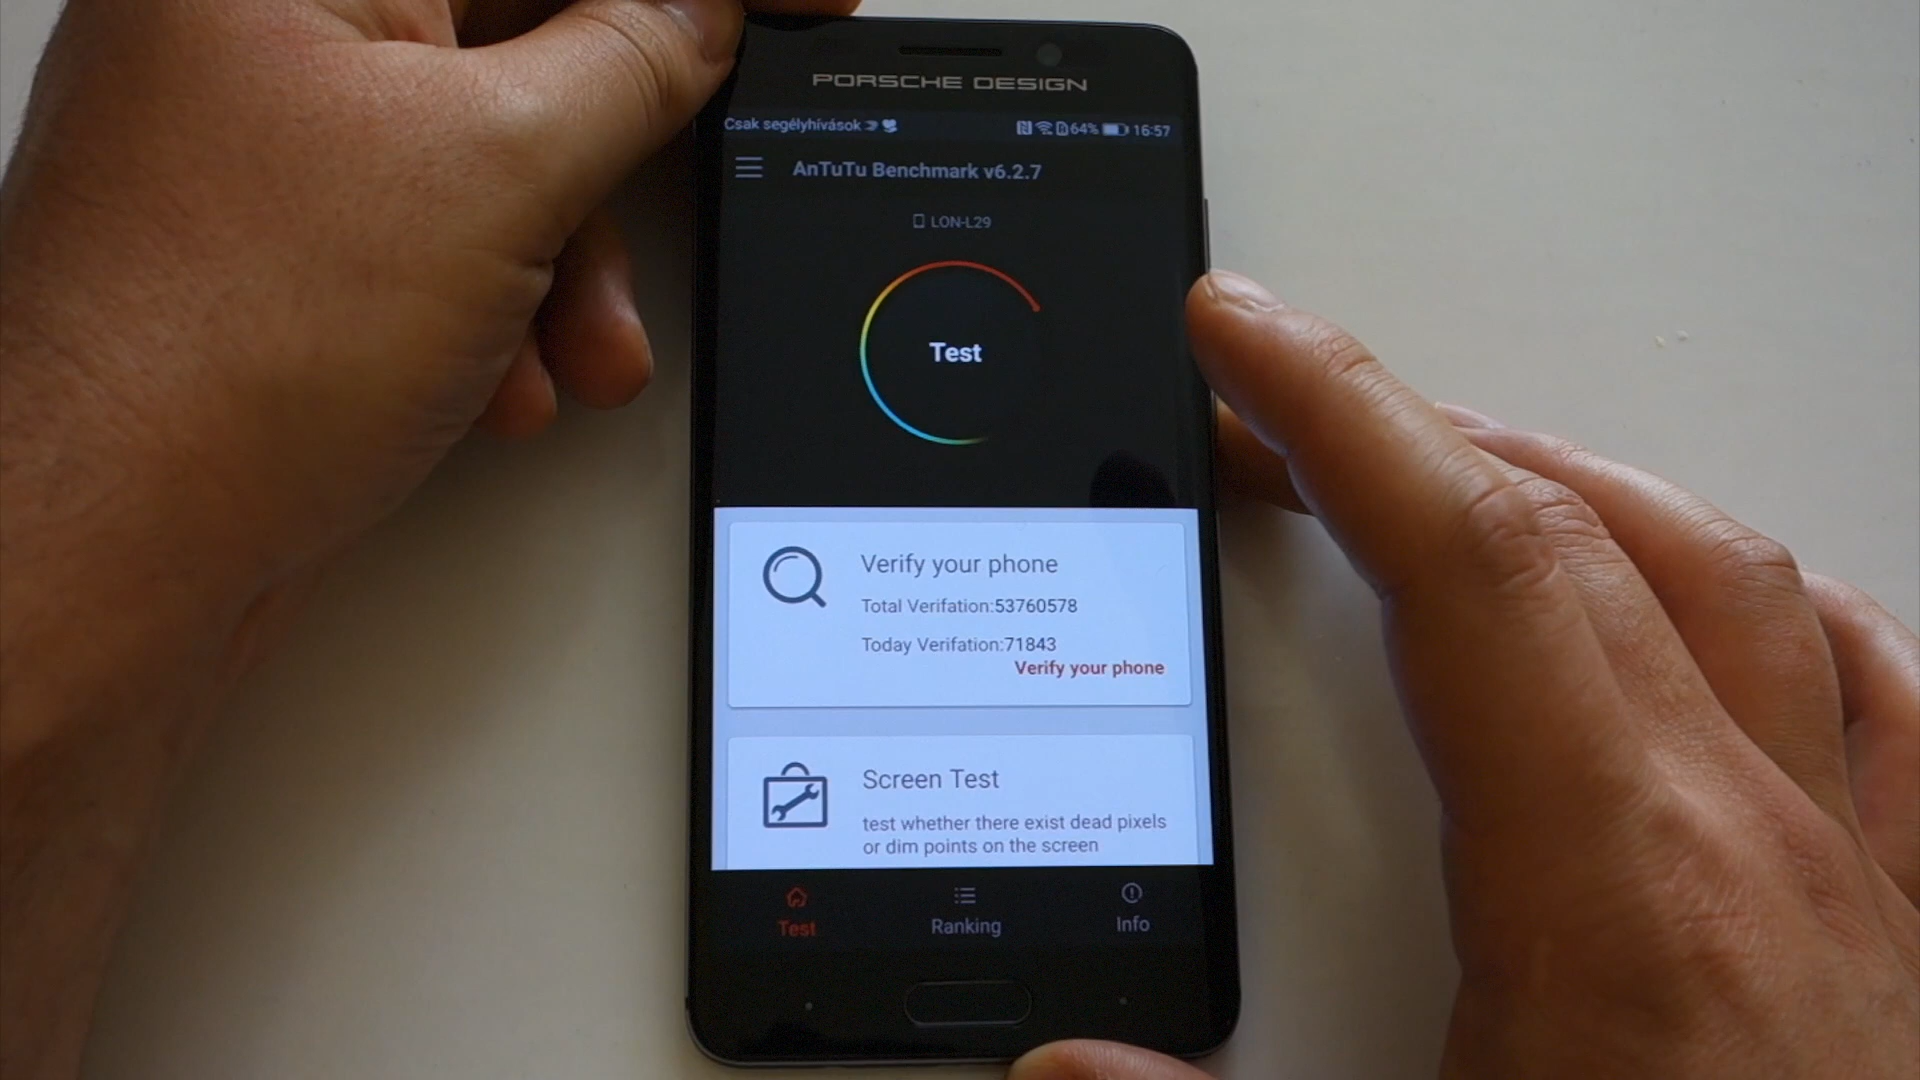 PORSCHE DESIGN
Csak segélyhívások 64% 16:57
AnTuTu Benchmark v6.2.7
LON-L29
Test
Verify your phone
Total Verifation:53760578
Today Verifation:71843
Verify your phone
Screen Test
test whether there exist dead pixels
or dim points on the screen
Test Ranking Info